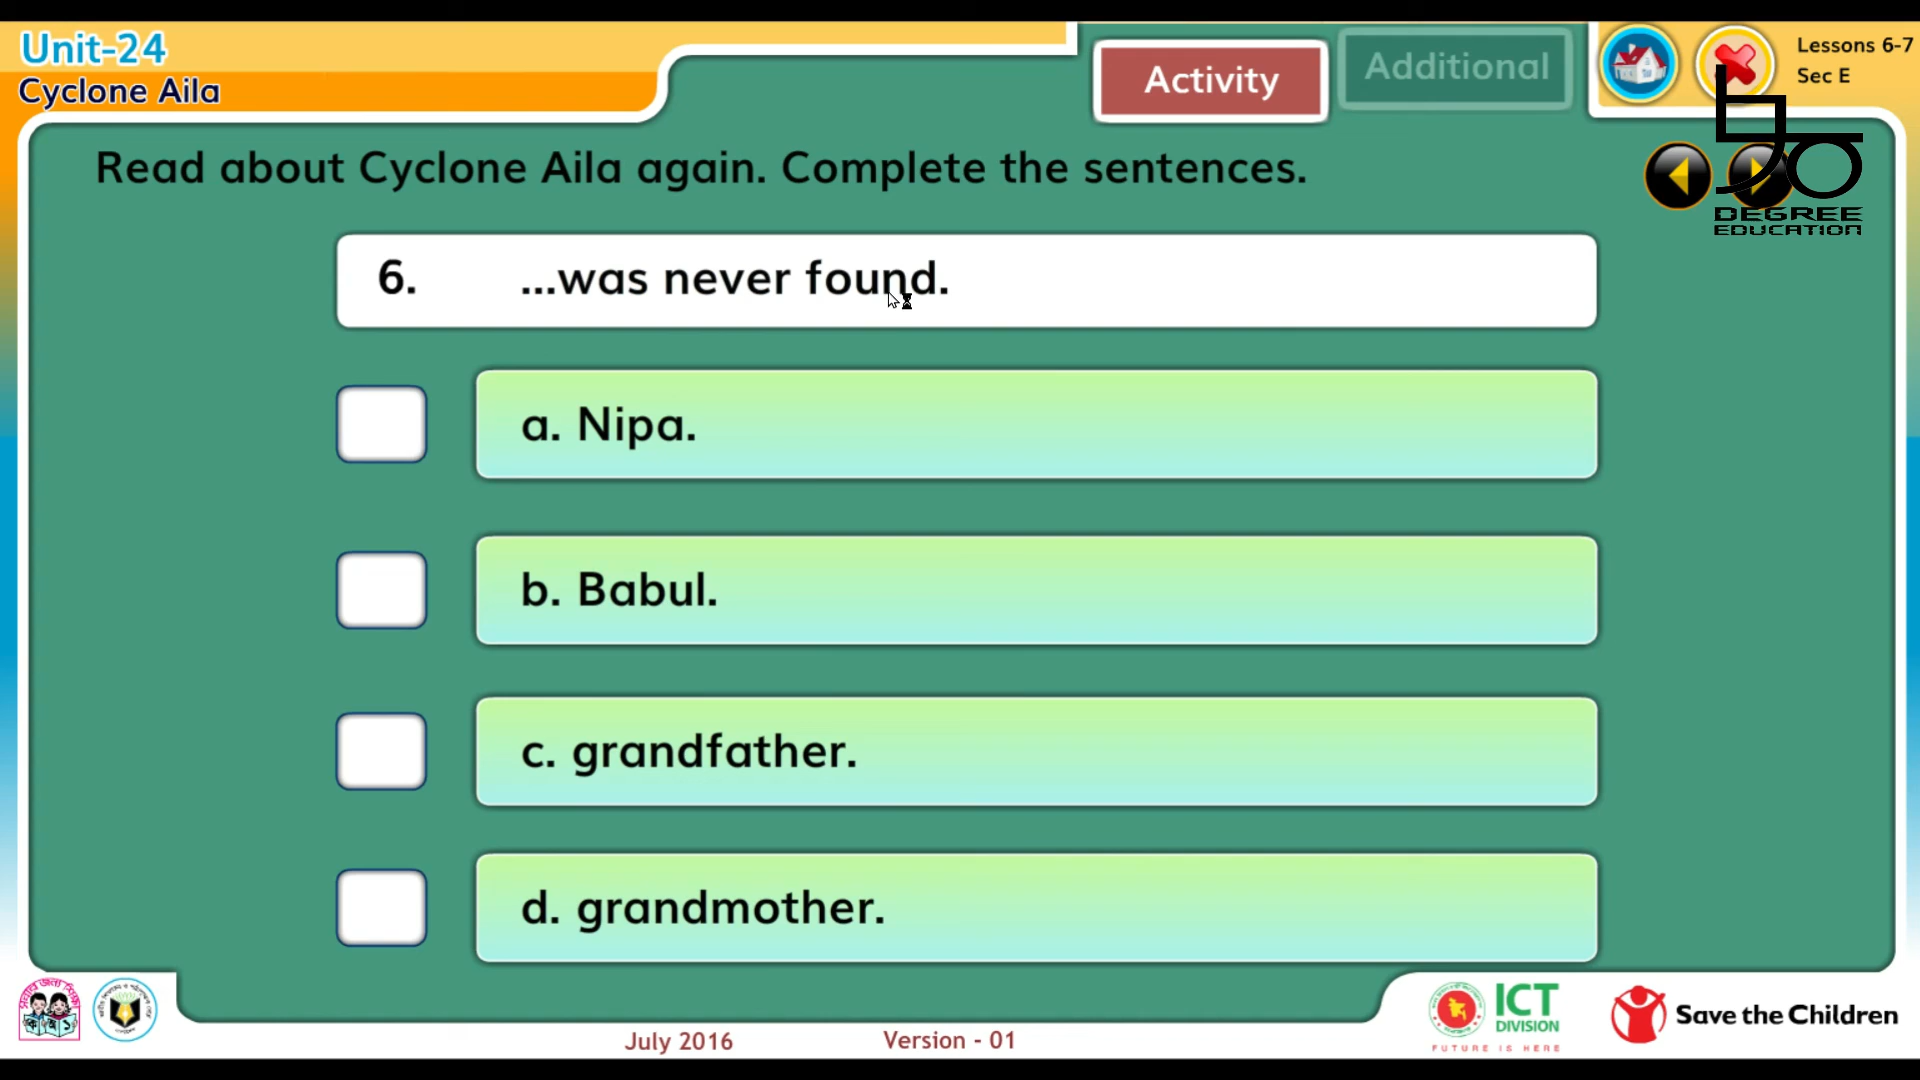 Unit-24
Cyclone Aila
Activity
Additional
Lessons 6-7
Sec E
DEGREE
EDUCATION
Read about Cyclone Aila again. Complete the sentences.
6. ...was never found.
a. Nipa.
b. Babul.
c. grandfather.
d. grandmother.
July 2016
Version - 01
ICT
DIVISION
FUTURE IS HERE
Save the Children